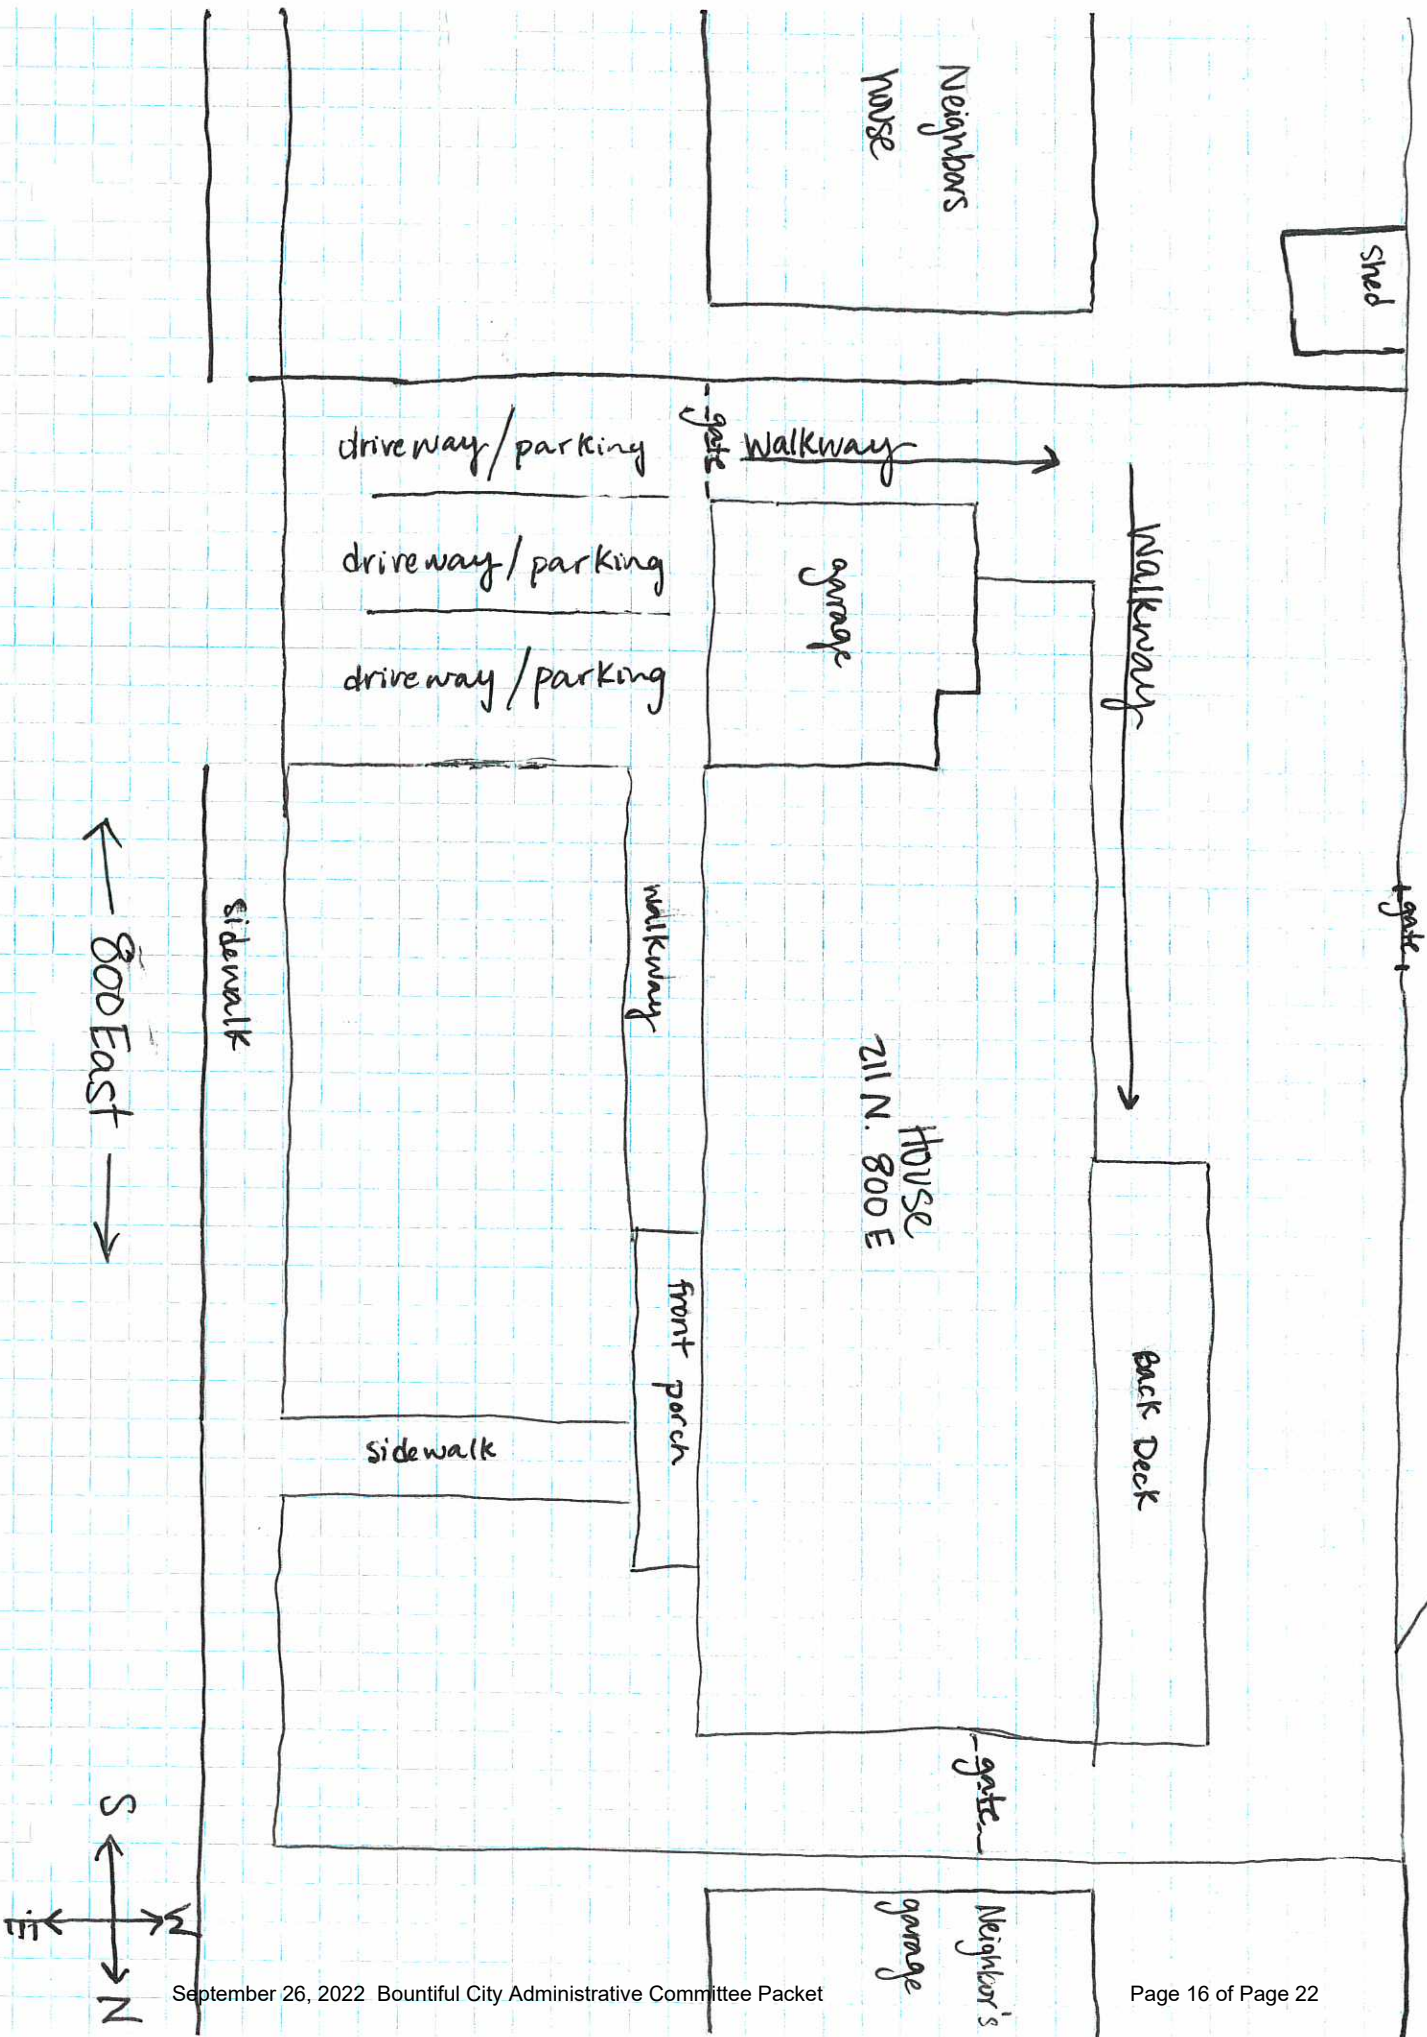 Neighbors
house
shed
driveway/parking
gate
Walkway
driveway/parking
garage
driveway/parking
Walkway
gate
← 800 East →
sidewalk
walkway
House
211 N. 800 E
front porch
Back Deck
sidewalk
gate
S
E
W
N
Neighbor's
garage
September 26, 2022 Bountiful City Administrative Committee Packet
Page 16 of Page 22